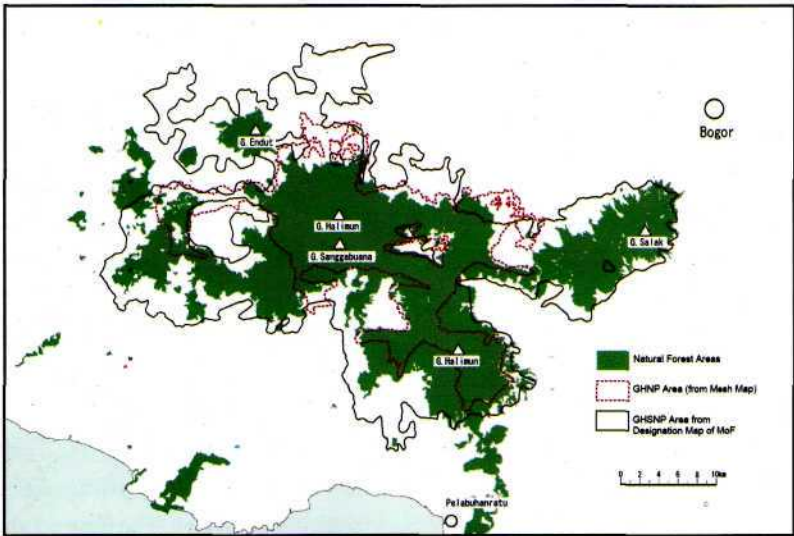 Bogor
G. Endut
G. Halimun
G. Salak
G. Sanggabuana
G. Halimun
Natural Forest Areas
GHNP Area (from Mesh Map)
GHSNP Area from
Designation Map of MoF
0 2 4 6 8 10km
Pelabuhanratu